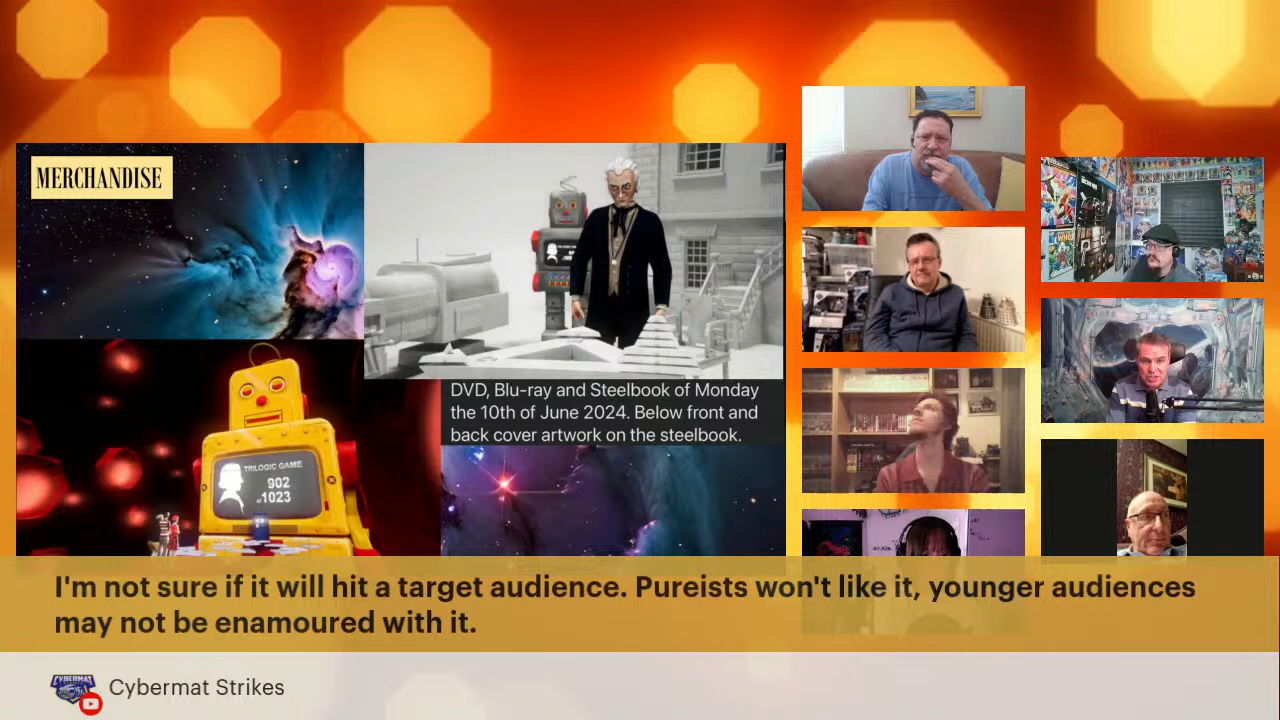 MERCHANDISE
TRILOGIC GAME
902
of 1023
DVD, Blu-ray and Steelbook of Monday
the 10th of June 2024. Below front and
back cover artwork on the steelbook.
I'm not sure if it will hit a target audience. Pureists won't like it, younger audiences
may not be enamoured with it.
CYBERMAT
Cybermat Strikes